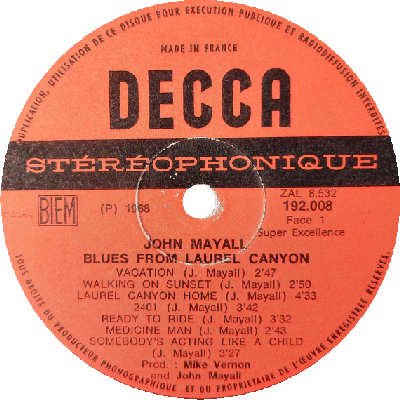 DUPLICATION, UTILISATION DE CE DISQUE POUR EXECUTION PUBLIQUE ET RADIODIFFUSION INTERDITES
MADE IN FRANCE
DECCA
STÉRÉOPHONIQUE
BIEM
(P) 1968
ZAL 8.532
192.008
Face 1
Super Excellence
JOHN MAYALL
BLUES FROM LAUREL CANYON
VACATION (J. Mayall) 2'47
WALKING ON SUNSET (J. Mayall) 2'50
LAUREL CANYON HOME (J. Mayall) 4'33
2401 (J. Mayall) 3'42
READY TO RIDE (J. Mayall) 3'32
MEDICINE MAN (J. Mayall) 2'43
SOMEBODY'S ACTING LIKE A CHILD
(J. Mayall) 3'27
Prod. : Mike Vernon
and John Mayall
TOUS DROITS DU PRODUCTEUR PHONOGRAPHIQUE ET DU PROPRIETAIRE DE L'ŒUVRE ENREGISTREE RESERVES